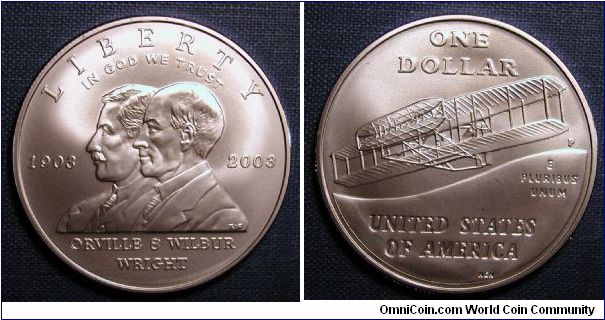 LIBERTY
IN GOD WE TRUST
1903 2003
ORVILLE & WILBUR
WRIGHT
ONE
DOLLAR
P
E
PLURIBUS
UNUM
UNITED STATES
OF AMERICA
OmniCoin.com World Coin Community